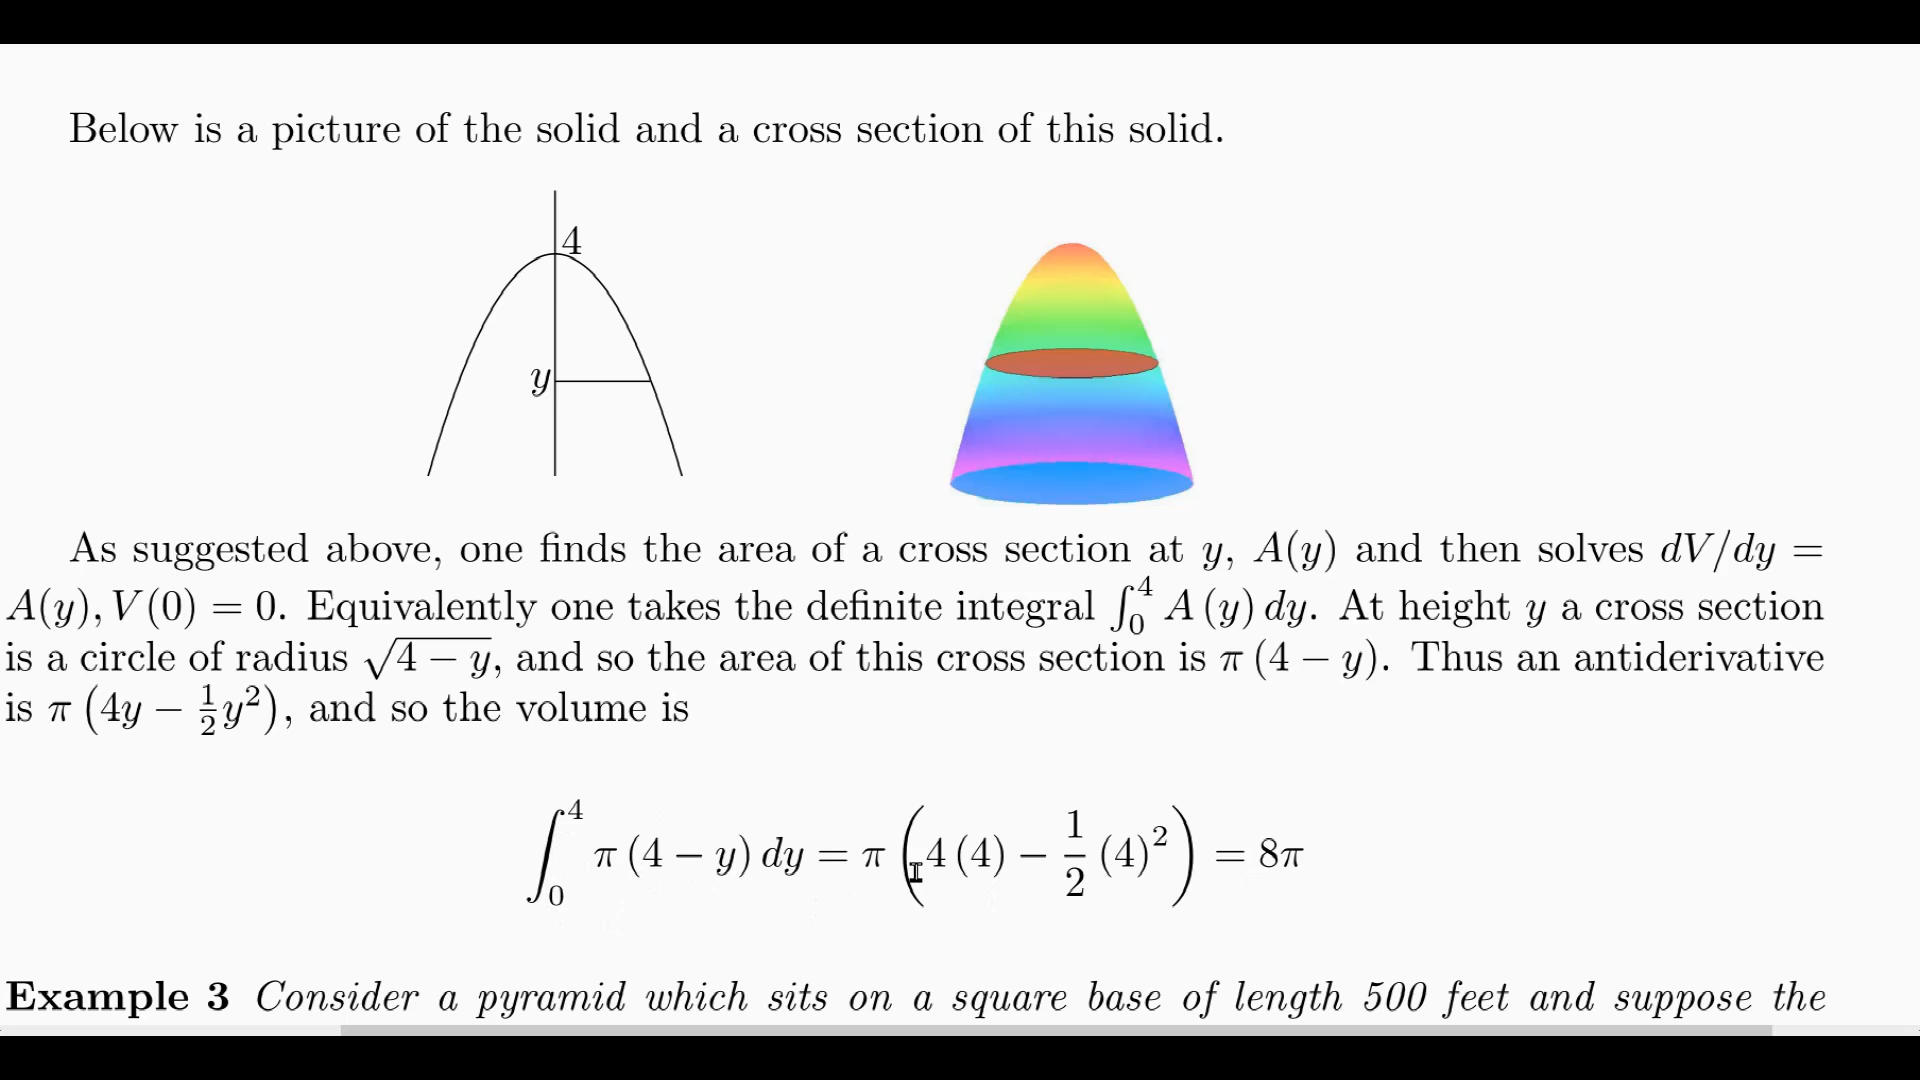 Below is a picture of the solid and a cross section of this solid.
4
y
As suggested above, one finds the area of a cross section at y, A(y) and then solves dV/dy =
A(y), V(0) = 0. Equivalently one takes the definite integral ∫₀⁴ A (y) dy. At height y a cross section
is a circle of radius √(4 − y), and so the area of this cross section is π (4 − y). Thus an antiderivative
is π (4y − ½y²), and so the volume is
∫₀⁴ π (4 − y) dy = π (4 (4) − 1/2 (4)²) = 8π
Example 3 Consider a pyramid which sits on a square base of length 500 feet and suppose the